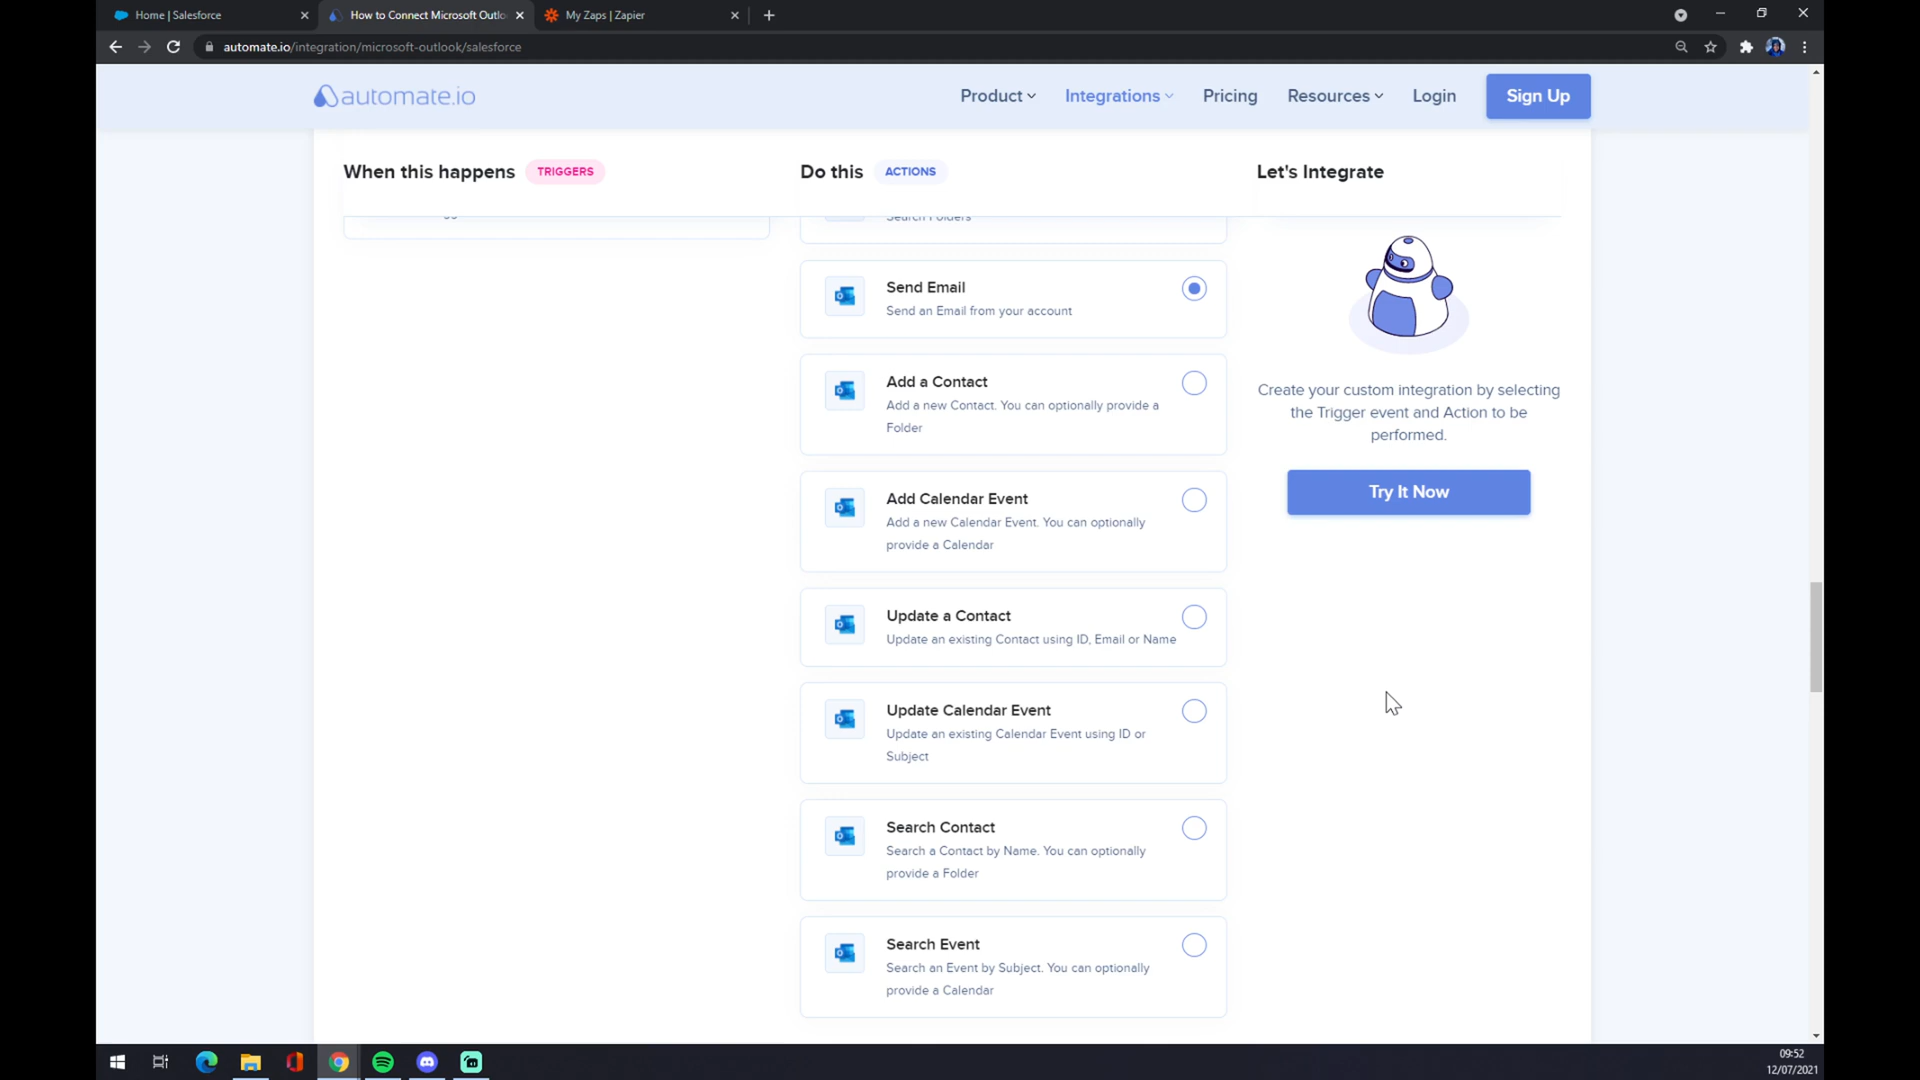 Home | Salesforce
How to Connect Microsoft Outlo
My Zaps | Zapier
automate.io/integration/microsoft-outlook/salesforce
automate.io
Product
Integrations
Pricing
Resources
Login
Sign Up
When this happens TRIGGERS
Do this ACTIONS
Let's Integrate
Search Folders
Send Email
Send an Email from your account
Add a Contact
Add a new Contact. You can optionally provide a
Folder
Add Calendar Event
Add a new Calendar Event. You can optionally
provide a Calendar
Update a Contact
Update an existing Contact using ID, Email or Name
Update Calendar Event
Update an existing Calendar Event using ID or
Subject
Search Contact
Search a Contact by Name. You can optionally
provide a Folder
Search Event
Search an Event by Subject. You can optionally
provide a Calendar
Create your custom integration by selecting
the Trigger event and Action to be
performed.
Try It Now
09:52
12/07/2021